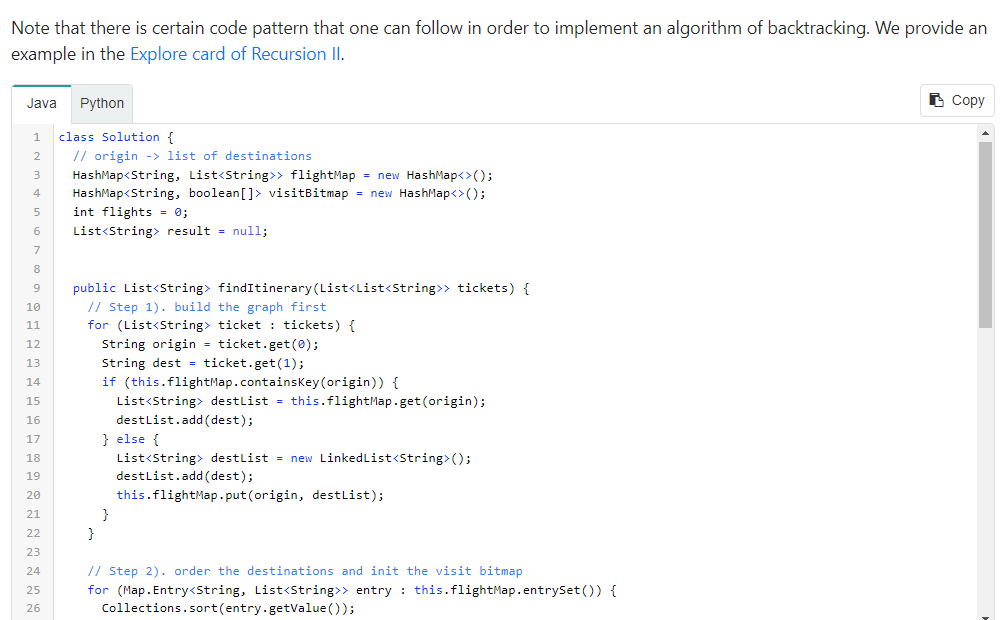 Note that there is certain code pattern that one can follow in order to implement an algorithm of backtracking. We provide an
example in the Explore card of Recursion II.
Java Python Copy
1 class Solution {
2 // origin -> list of destinations
3 HashMap<String, List<String>> flightMap = new HashMap<>();
4 HashMap<String, boolean[]> visitBitmap = new HashMap<>();
5 int flights = 0;
6 List<String> result = null;
7
8
9 public List<String> findItinerary(List<List<String>> tickets) {
10 // Step 1). build the graph first
11 for (List<String> ticket : tickets) {
12 String origin = ticket.get(0);
13 String dest = ticket.get(1);
14 if (this.flightMap.containsKey(origin)) {
15 List<String> destList = this.flightMap.get(origin);
16 destList.add(dest);
17 } else {
18 List<String> destList = new LinkedList<String>();
19 destList.add(dest);
20 this.flightMap.put(origin, destList);
21 }
22 }
23
24 // Step 2). order the destinations and init the visit bitmap
25 for (Map.Entry<String, List<String>> entry : this.flightMap.entrySet()) {
26 Collections.sort(entry.getValue());